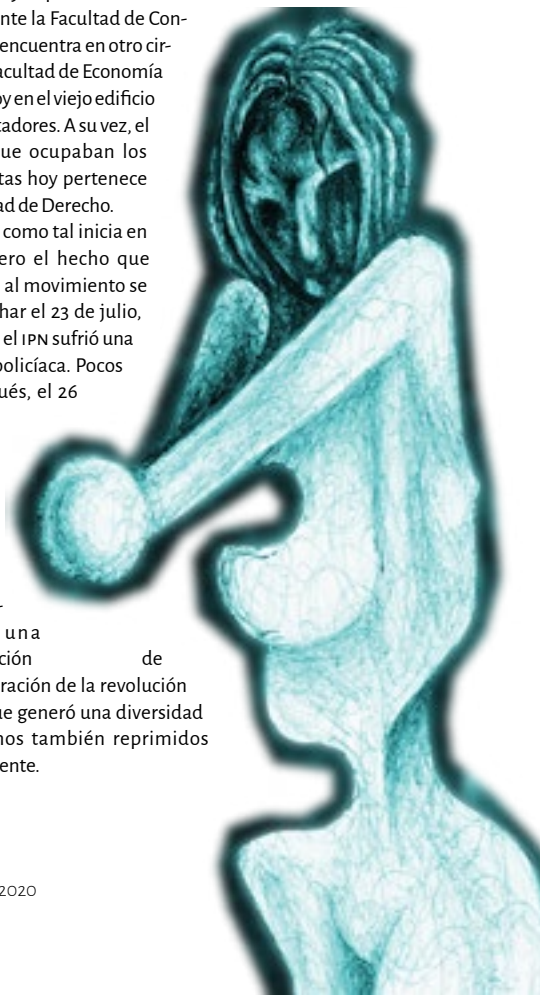 nte la Facultad de Con-
encuentra en otro cir-
acultad de Economía
oy en el viejo edificio
tadores. A su vez, el
ue ocupaban los
tas hoy pertenece
ad de Derecho.
como tal inicia en
ero el hecho que
al movimiento se
har el 23 de julio,
el IPN sufrió una
policíaca. Pocos
ués, el 26
una
ción de
ración de la revolución
ue generó una diversidad
nos también reprimidos
ente.
2020